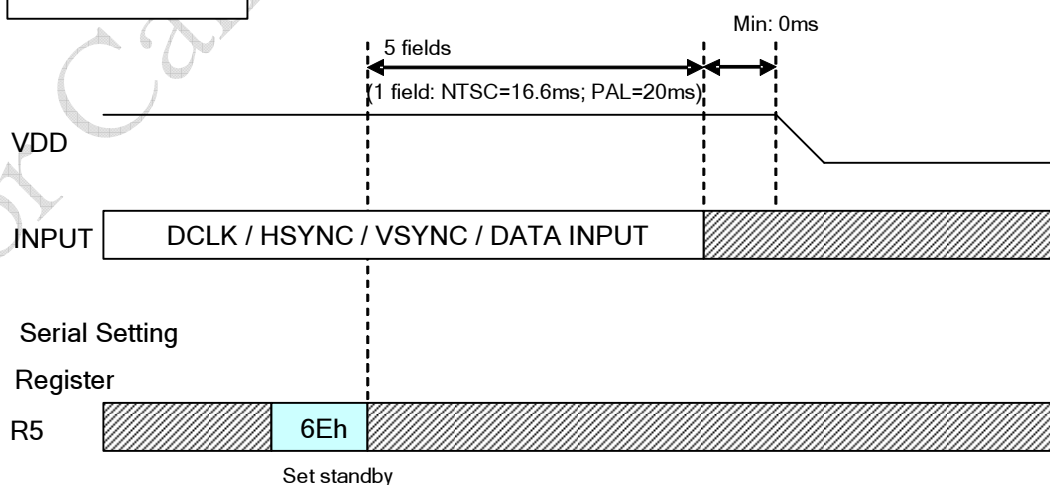 Min: 0ms
5 fields
(1 field: NTSC=16.6ms; PAL=20ms)
VDD
INPUT
DCLK / HSYNC / VSYNC / DATA INPUT
Serial Setting
Register
R5
6Eh
Set standby